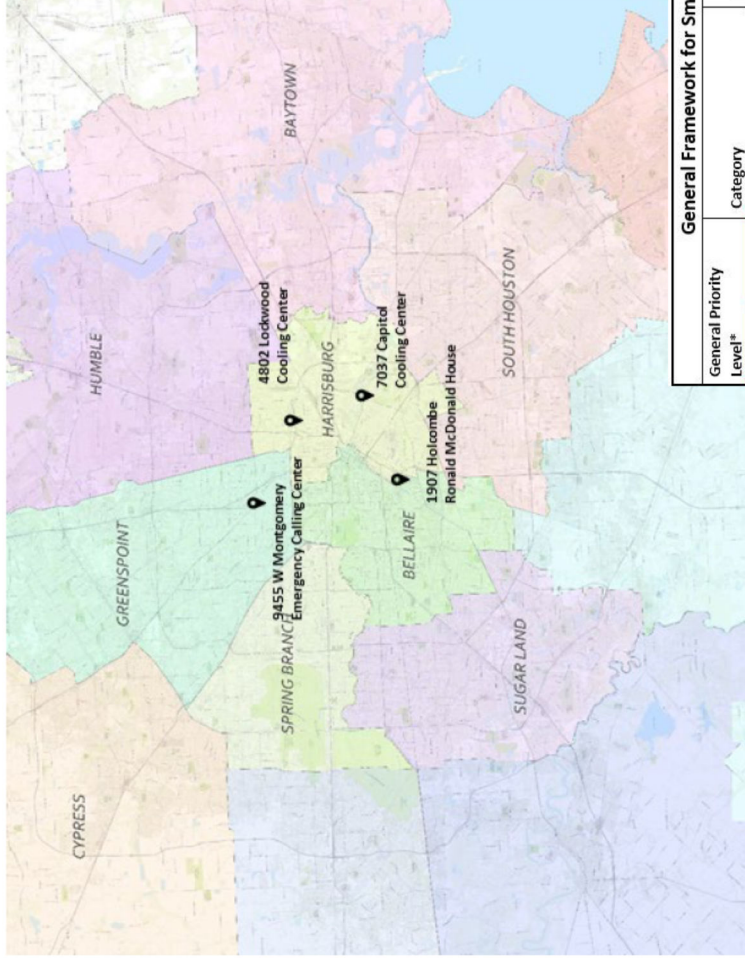 HUMBLE
BAYTOWN
GREENSPOINT
CYPRESS
4802 Lockwood
Cooling Center
HARRISBURG
9455 W Montgomery
Emergency Calling Center
SPRING BRANCH
7037 Capitol
Cooling Center
1907 Holcombe
Ronald McDonald House
BELLAIRE
SOUTH HOUSTON
SUGAR LAND
General Framework for Sm
General Priority
Level*
Category